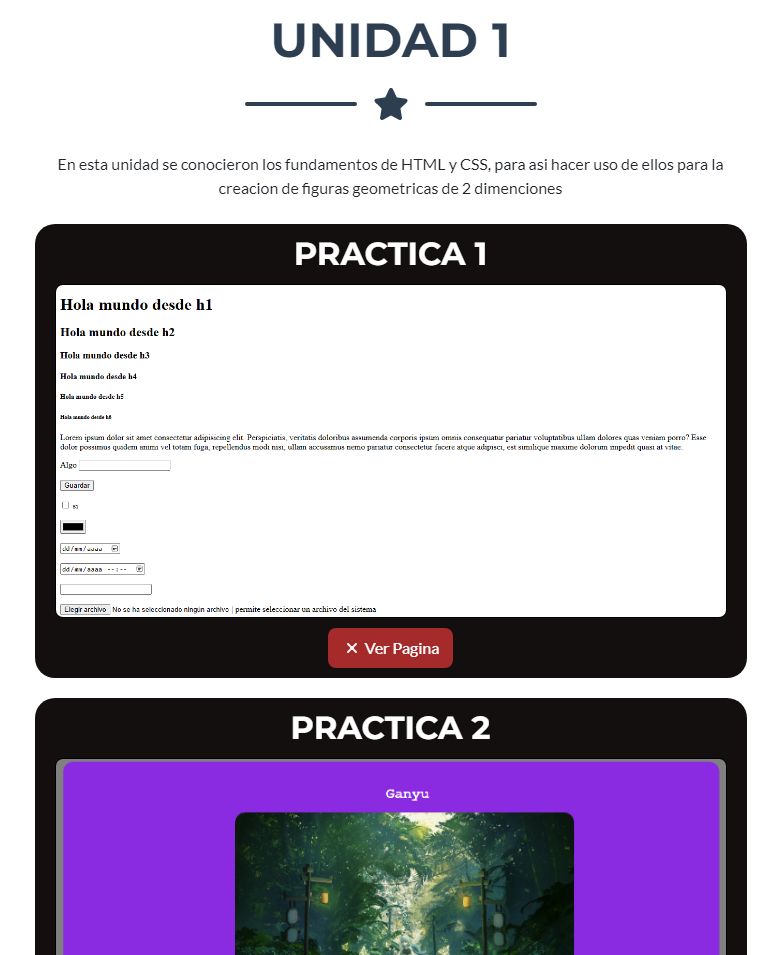 UNIDAD 1
En esta unidad se conocieron los fundamentos de HTML y CSS, para asi hacer uso de ellos para la
creacion de figuras geometricas de 2 dimenciones
PRACTICA 1
Hola mundo desde h1
Hola mundo desde h2
Hola mundo desde h3
Hola mundo desde h4
Hola mundo desde h5
Hola mundo desde h6
Lorem ipsum dolor sit amet consectetur adipisicing elit. Perspiciatis, veritatis doloribus assumenda corporis ipsum omnis consequatur pariatur voluptatibus ullam dolores quas veniam porro? Esse
dolor possimus quidem animi vel totam fuga, repellendus modi nisi, ullam accusamus nemo pariatur consectetur facere atque adipisci, est similique maxime dolorum impedit quasi at vitae.
Algo
Guardar
si
dd/mm/aaaa
dd/mm/aaaa --:--
Elegir archivo No se ha seleccionado ningún archivo | permite seleccionar un archivo del sistema
Ver Pagina
PRACTICA 2
Ganyu